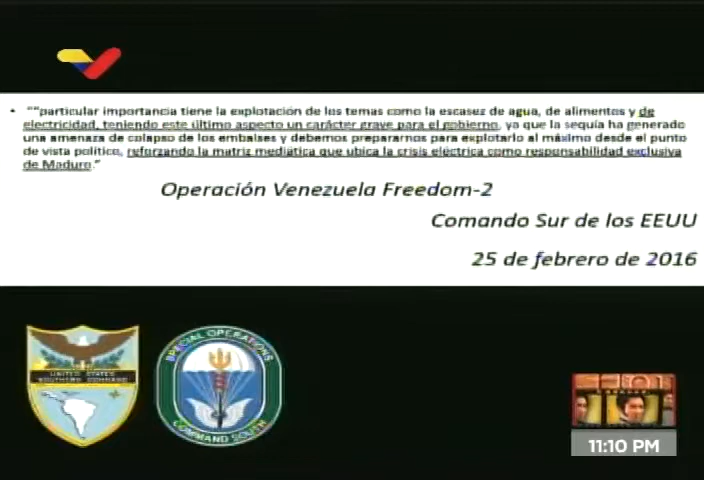 • ""particular importancia tiene la explotación de los temas como la escasez de agua, de alimentos y de
electricidad, teniendo este último aspecto un carácter grave para el gobierno, ya que la sequía ha generado
una amenaza de colapso de los embalses y debemos prepararnos para explotarlo al máximo desde el punto
de vista político, reforzando la matriz mediática que ubica la crisis eléctrica como responsabilidad exclusiva
de Maduro."
Operación Venezuela Freedom-2
Comando Sur de los EEUU
25 de febrero de 2016
UNITED STATES
SOUTHERN COMMAND
SPECIAL OPERATIONS
COMMAND SOUTH
11:10 PM